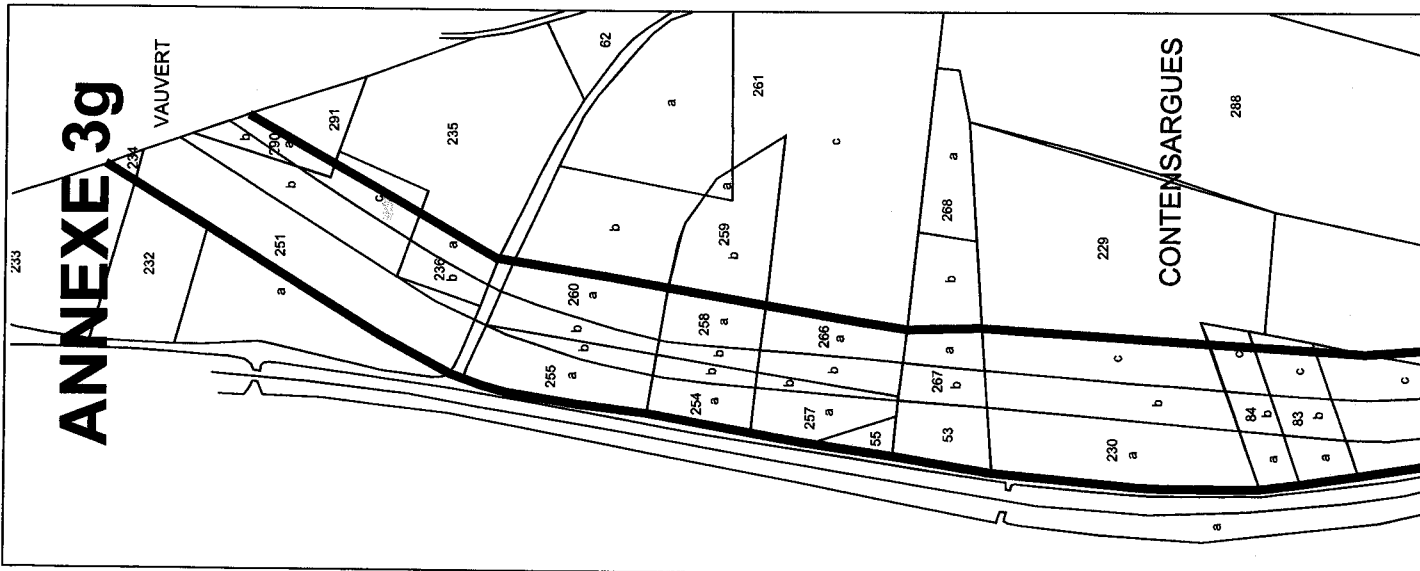 ANNEXE 3g
VAUVERT
CONTENSARGUES
233
234
232
251
a
b
b
290
a
291
235
62
c
a
236
b
a
261
b
c
a
259
b
260
a
b
b
255
a
258
a
b
b
254
a
266
a
b
b
257
a
55
a
268
b
a
267
b
53
229
288
c
b
230
a
c
84
b
a
c
83
b
a
c
a